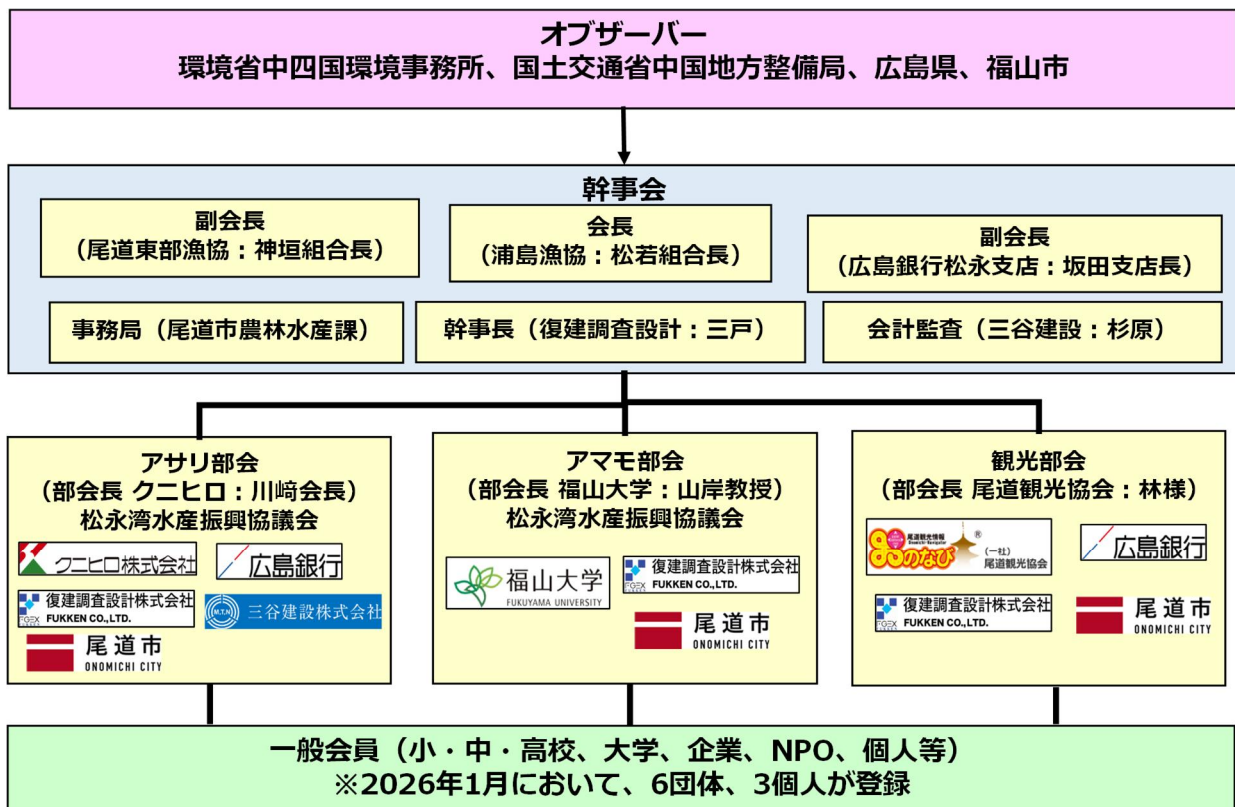 オブザーバー
環境省中四国環境事務所、国土交通省中国地方整備局、広島県、福山市
幹事会
副会長
（尾道東部漁協：神垣組合長）
会長
（浦島漁協：松若組合長）
副会長
（広島銀行松永支店：坂田支店長）
事務局（尾道市農林水産課）
幹事長（復建調査設計：三戸）
会計監査（三谷建設：杉原）
アサリ部会
（部会長 クニヒロ：川﨑会長）
松永湾水産振興協議会
クニヒロ株式会社
広島銀行
FGEX
復建調査設計株式会社
FUKKEN CO.,LTD.
M.T.N
三谷建設株式会社
尾道市
ONOMICHI CITY
アマモ部会
（部会長 福山大学：山岸教授）
松永湾水産振興協議会
福山大学
FUKUYAMA UNIVERSITY
FGEX
復建調査設計株式会社
FUKKEN CO.,LTD.
尾道市
ONOMICHI CITY
観光部会
（部会長 尾道観光協会：林様）
尾道観光情報
Onomichi-Navigator
おのなび
®
（一社）
尾道観光協会
広島銀行
FGEX
復建調査設計株式会社
FUKKEN CO.,LTD.
尾道市
ONOMICHI CITY
一般会員（小・中・高校、大学、企業、NPO、個人等）
※2026年1月において、6団体、3個人が登録